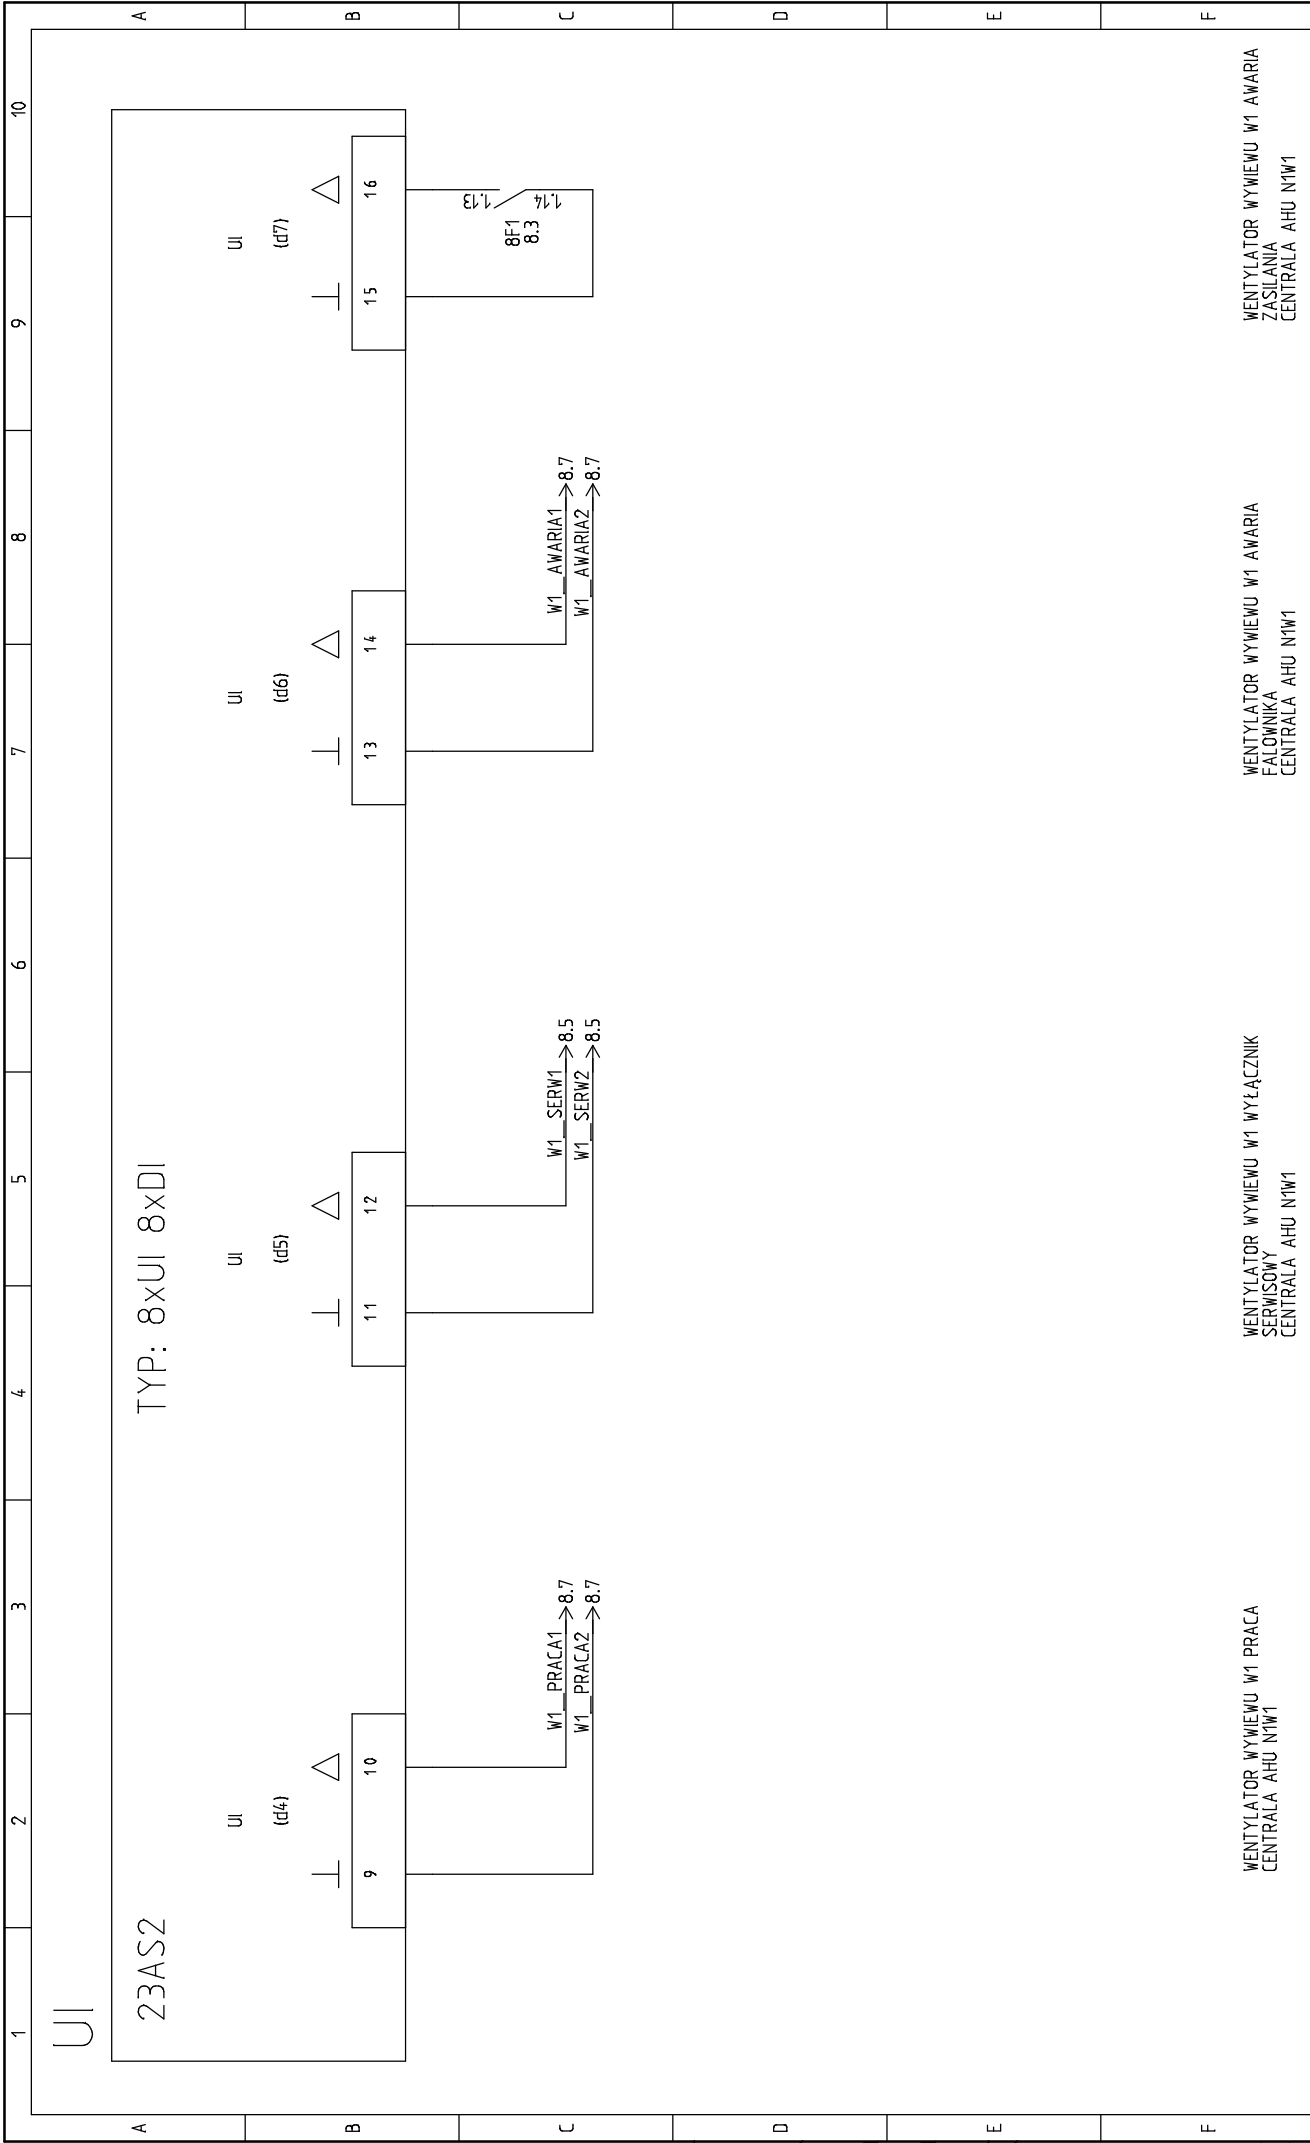 1 2 3 4 5 6 7 8 9 10
A A
B B
C C
D D
E E
F F
UI
23AS2
TYP: 8xUI 8xDI
UI
(d4)
9 10
W1_PRACA1 8.7
W1_PRACA2 8.7
UI
(d5)
11 12
W1_SERW1 8.5
W1_SERW2 8.5
UI
(d6)
13 14
W1_AWARIA1 8.7
W1_AWARIA2 8.7
UI
(d7)
15 16
1.13
1.14
8F1
8.3
WENTYLATOR WYWIEWU W1 PRACA
CENTRALA AHU N1W1
WENTYLATOR WYWIEWU W1 WYŁĄCZNIK
SERWISOWY
CENTRALA AHU N1W1
WENTYLATOR WYWIEWU W1 AWARIA
FALOWNIKA
CENTRALA AHU N1W1
WENTYLATOR WYWIEWU W1 AWARIA
ZASILANIA
CENTRALA AHU N1W1